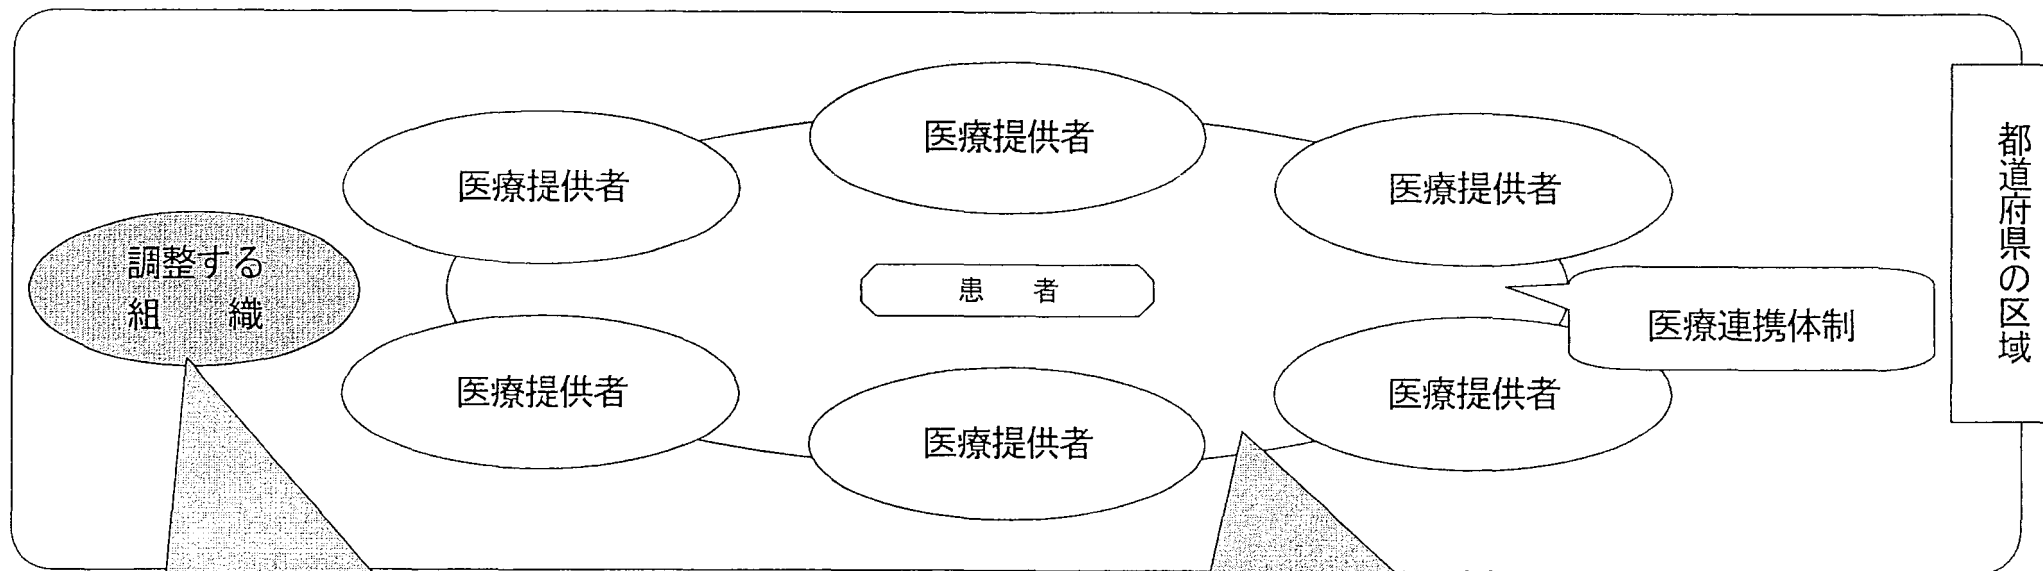 医療提供者
医療提供者
医療提供者
調整する
組　　織
患　　者
医療連携体制
医療提供者
医療提供者
医療提供者
都道府県の区域